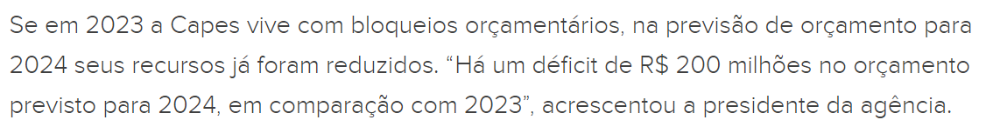 Se em 2023 a Capes vive com bloqueios orçamentários, na previsão de orçamento para
2024 seus recursos já foram reduzidos. “Há um déficit de R$ 200 milhões no orçamento
previsto para 2024, em comparação com 2023”, acrescentou a presidente da agência.